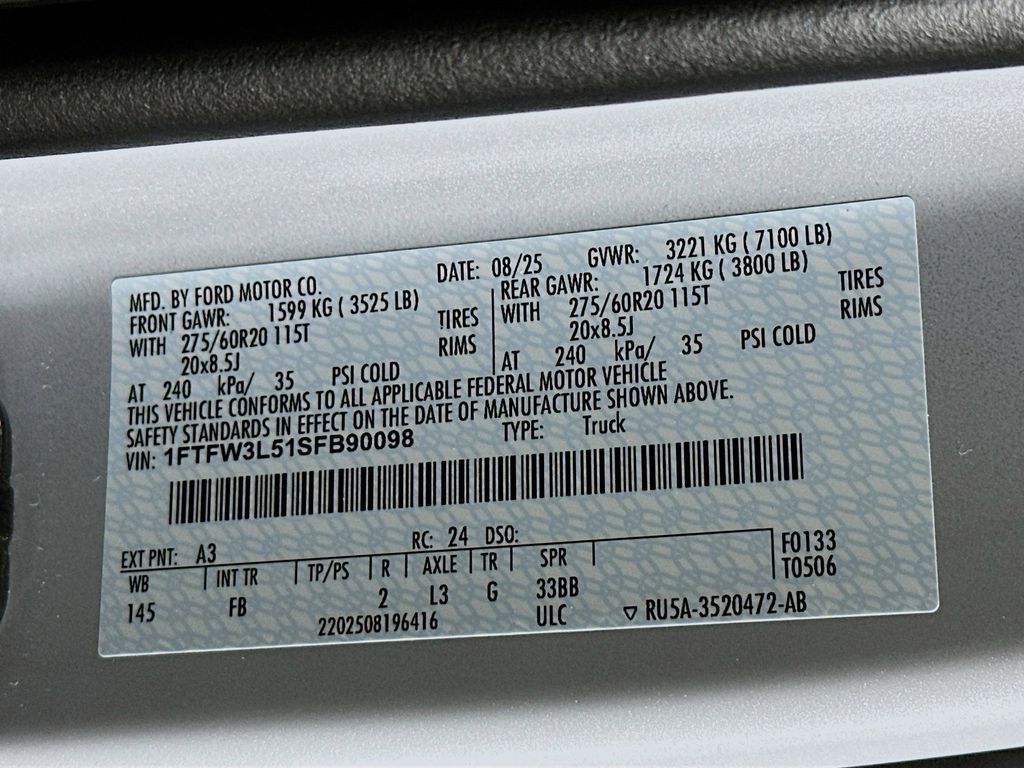 MFD. BY FORD MOTOR CO. DATE: 08/25 GVWR: 3221 KG ( 7100 LB)
FRONT GAWR: 1599 KG ( 3525 LB)
WITH 275/60R20 115T TIRES
20x8.5J RIMS
AT 240 kPa/ 35 PSI COLD
REAR GAWR: 1724 KG ( 3800 LB)
WITH 275/60R20 115T TIRES
20x8.5J RIMS
AT 240 kPa/ 35 PSI COLD
THIS VEHICLE CONFORMS TO ALL APPLICABLE FEDERAL MOTOR VEHICLE
SAFETY STANDARDS IN EFFECT ON THE DATE OF MANUFACTURE SHOWN ABOVE.
VIN: 1FTFW3L51SFB90098 TYPE: Truck
EXT PNT: A3 RC: 24 DSO:
WB INT TR TP/PS R AXLE TR SPR
145 FB 2 L3 G 33BB
2202508196416 ULC
F0133
T0506
▽ RU5A-3520472-AB